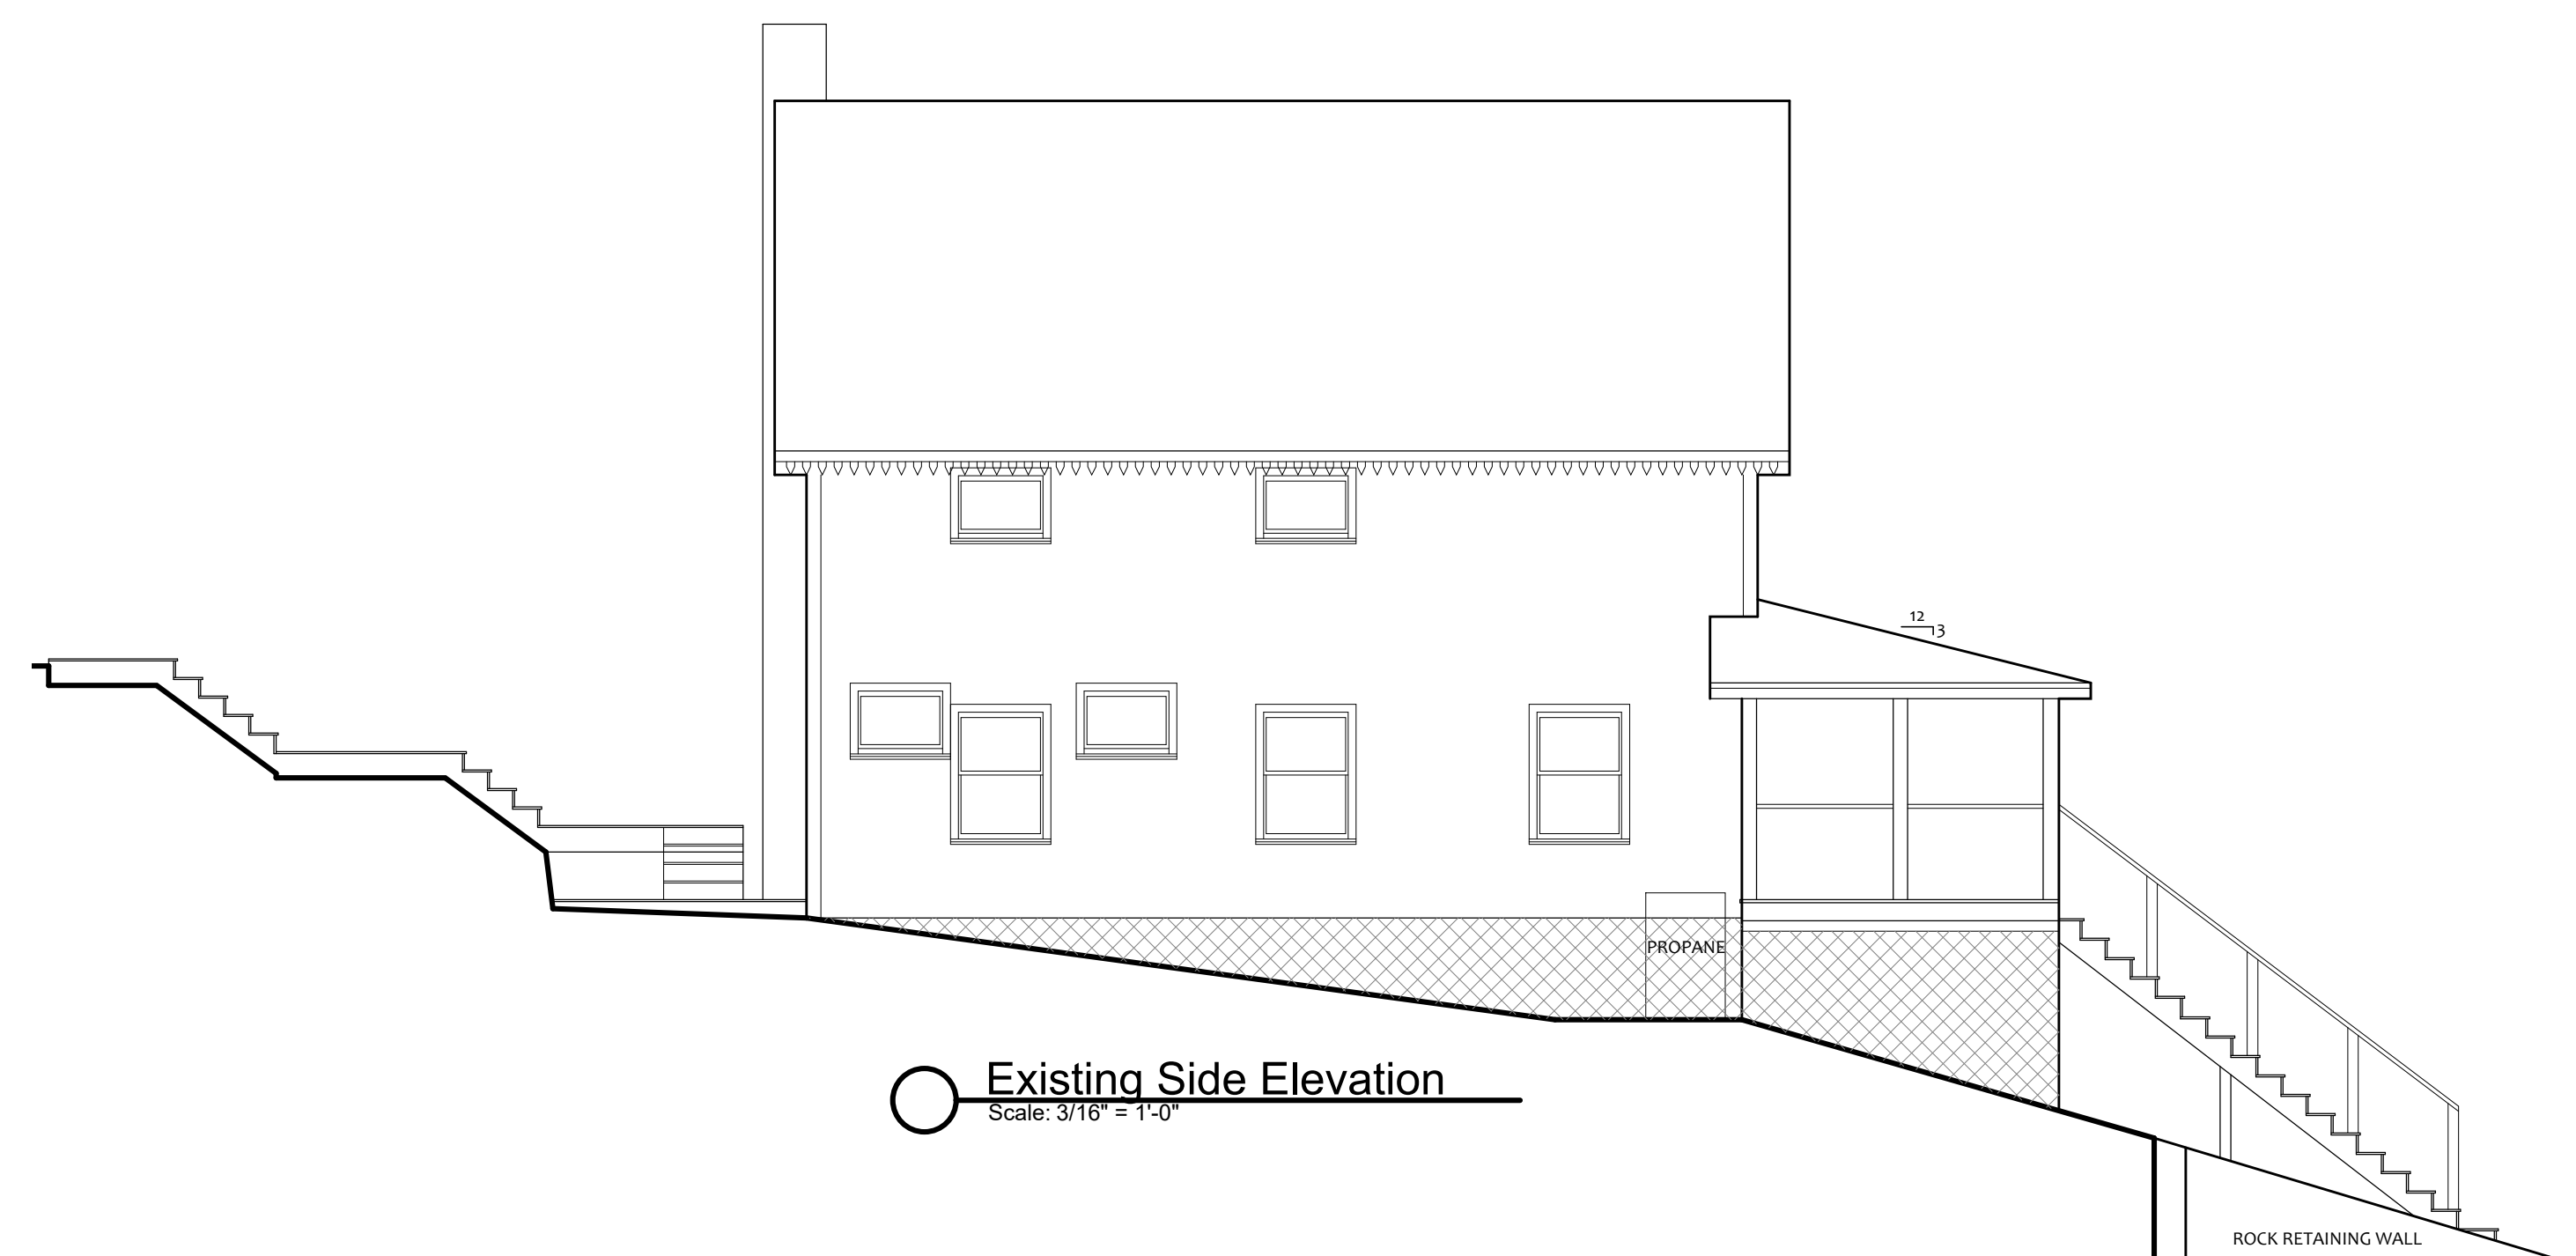 12
3
PROPANE
Existing Side Elevation
Scale: 3/16" = 1'-0"
ROCK RETAINING WALL